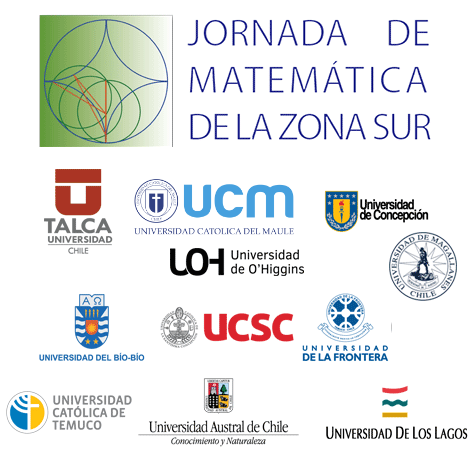 JORNADA DE
MATEMÁTICA
DE LA ZONA SUR
TALCA
UNIVERSIDAD
CHILE
ucm
UNIVERSIDAD CATOLICA DEL MAULE
Universidad
de Concepción
UOH Universidad
de O'Higgins
UNIVERSIDAD DE MAGALLANES
CHILE
ΑΩ
UNIVERSIDAD DEL BÍO-BÍO
UCSC
UNIVERSIDAD
DE LA FRONTERA
UNIVERSIDAD
CATÓLICA DE
TEMUCO
Universidad Austral de Chile
Conocimiento y Naturaleza
UNIVERSIDAD DE LOS LAGOS